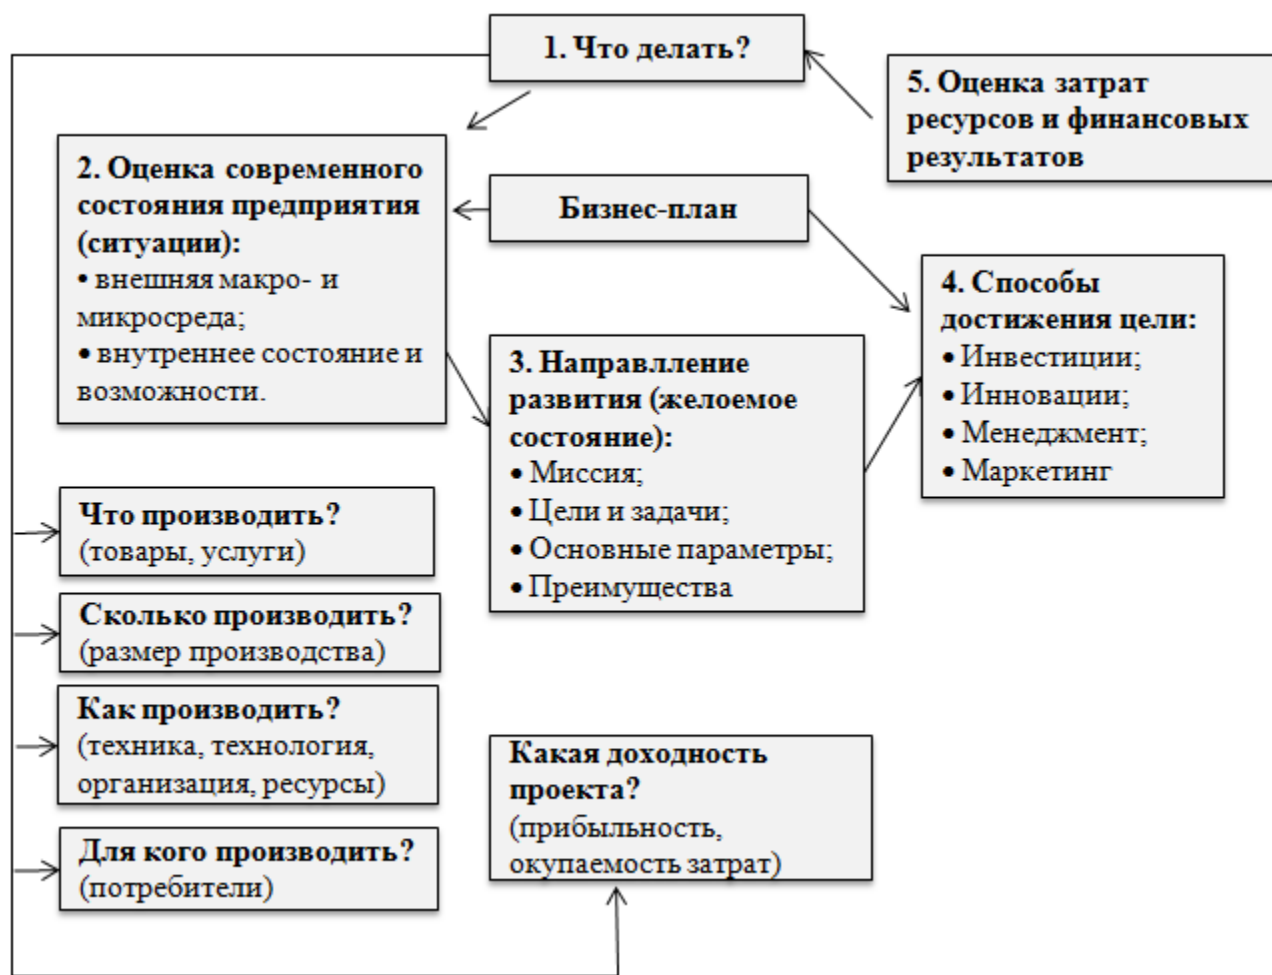 1. Что делать?
5. Оценка затрат
ресурсов и финансовых
результатов
2. Оценка современного
состояния предприятия
(ситуации):
• внешняя макро- и
микросреда;
• внутреннее состояние и
возможности.
Бизнес-план
4. Способы
достижения цели:
• Инвестиции;
• Инновации;
• Менеджмент;
• Маркетинг
3. Направлление
развития (желоемое
состояние):
• Миссия;
• Цели и задачи;
• Основные параметры;
• Преимущества
Что производить?
(товары, услуги)
Сколько производить?
(размер производства)
Как производить?
(техника, технология,
организация, ресурсы)
Для кого производить?
(потребители)
Какая доходность
проекта?
(прибыльность,
окупаемость затрат)